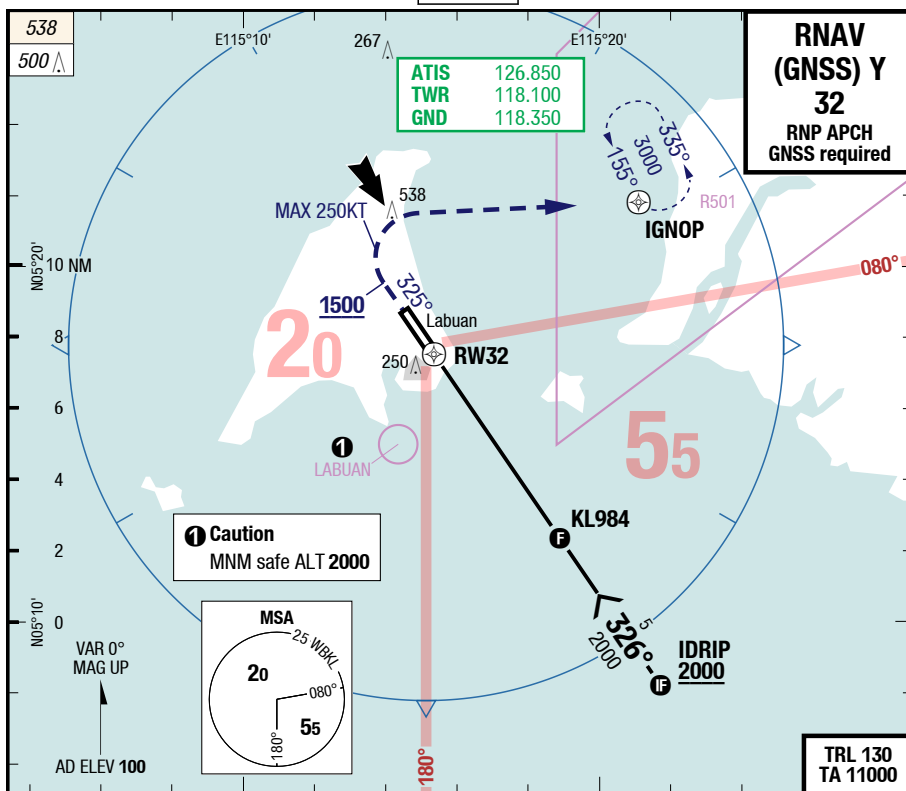 538
500
E115°10'
267
E115°20'
RNAV
(GNSS) Y
32
RNP APCH
GNSS required
ATIS 126.850
TWR 118.100
GND 118.350
335°
3000
155°
R501
IGNOP
538
MAX 250KT
N05°20'
10 NM
080°
1500
325°
Labuan
8
20
250
RW32
6
55
1
LABUAN
4
KL984
F
1 Caution
MNM safe ALT 2000
2
N05°10'
0
5
326°
2000
IDRIP
2000
IF
MSA
25 WBKL
20
080°
55
180°
VAR 0°
MAG UP
AD ELEV 100
180°
TRL 130
TA 11000